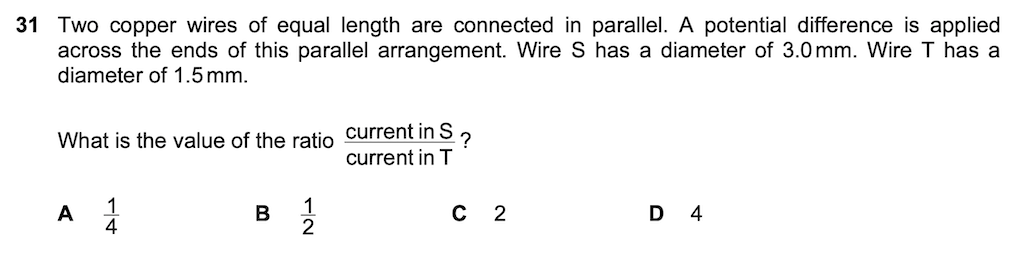 31 Two copper wires of equal length are connected in parallel. A potential difference is applied
across the ends of this parallel arrangement. Wire S has a diameter of 3.0 mm. Wire T has a
diameter of 1.5 mm.
What is the value of the ratio current in S / current in T ?
A 1/4 B 1/2 C 2 D 4